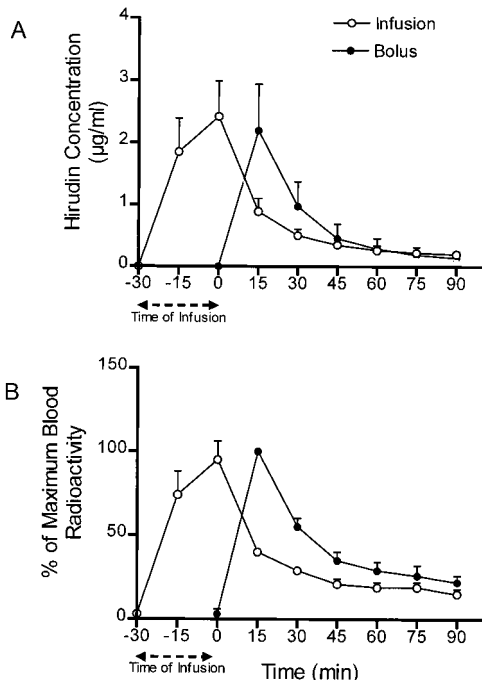 A
Infusion
Bolus
Hirudin Concentration
(µg/ml)
4
3
2
1
0
-30 -15 0 15 30 45 60 75 90
Time of Infusion
B
% of Maximum Blood
Radioactivity
150
100
50
0
-30 -15 0 15 30 45 60 75 90
Time of Infusion
Time (min)